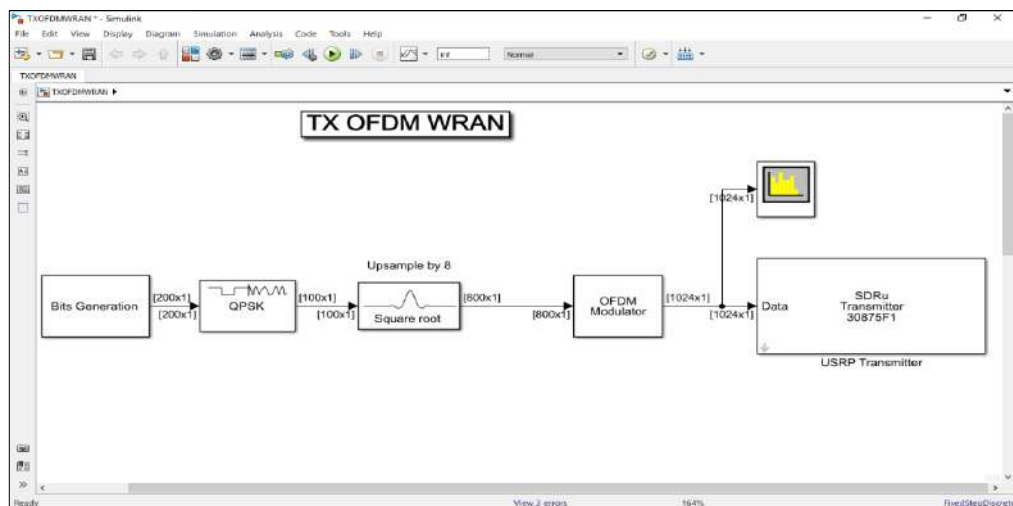 TXOFDMWRAN * - Simulink
File Edit View Display Diagram Simulation Analysis Code Tools Help
Inf Normal
TXOFDMWRAN
TXOFDMWRAN
TX OFDM WRAN
[1024x1]
Upsample by 8
Bits Generation
[200x1]
[200x1]
QPSK
[100x1]
[100x1]
Square root
[800x1]
[800x1]
OFDM
Modulator
[1024x1]
[1024x1]
Data
SDRu
Transmitter
30875F1
USRP Transmitter
Ready View 3 errors 164% FixedStepDiscrete